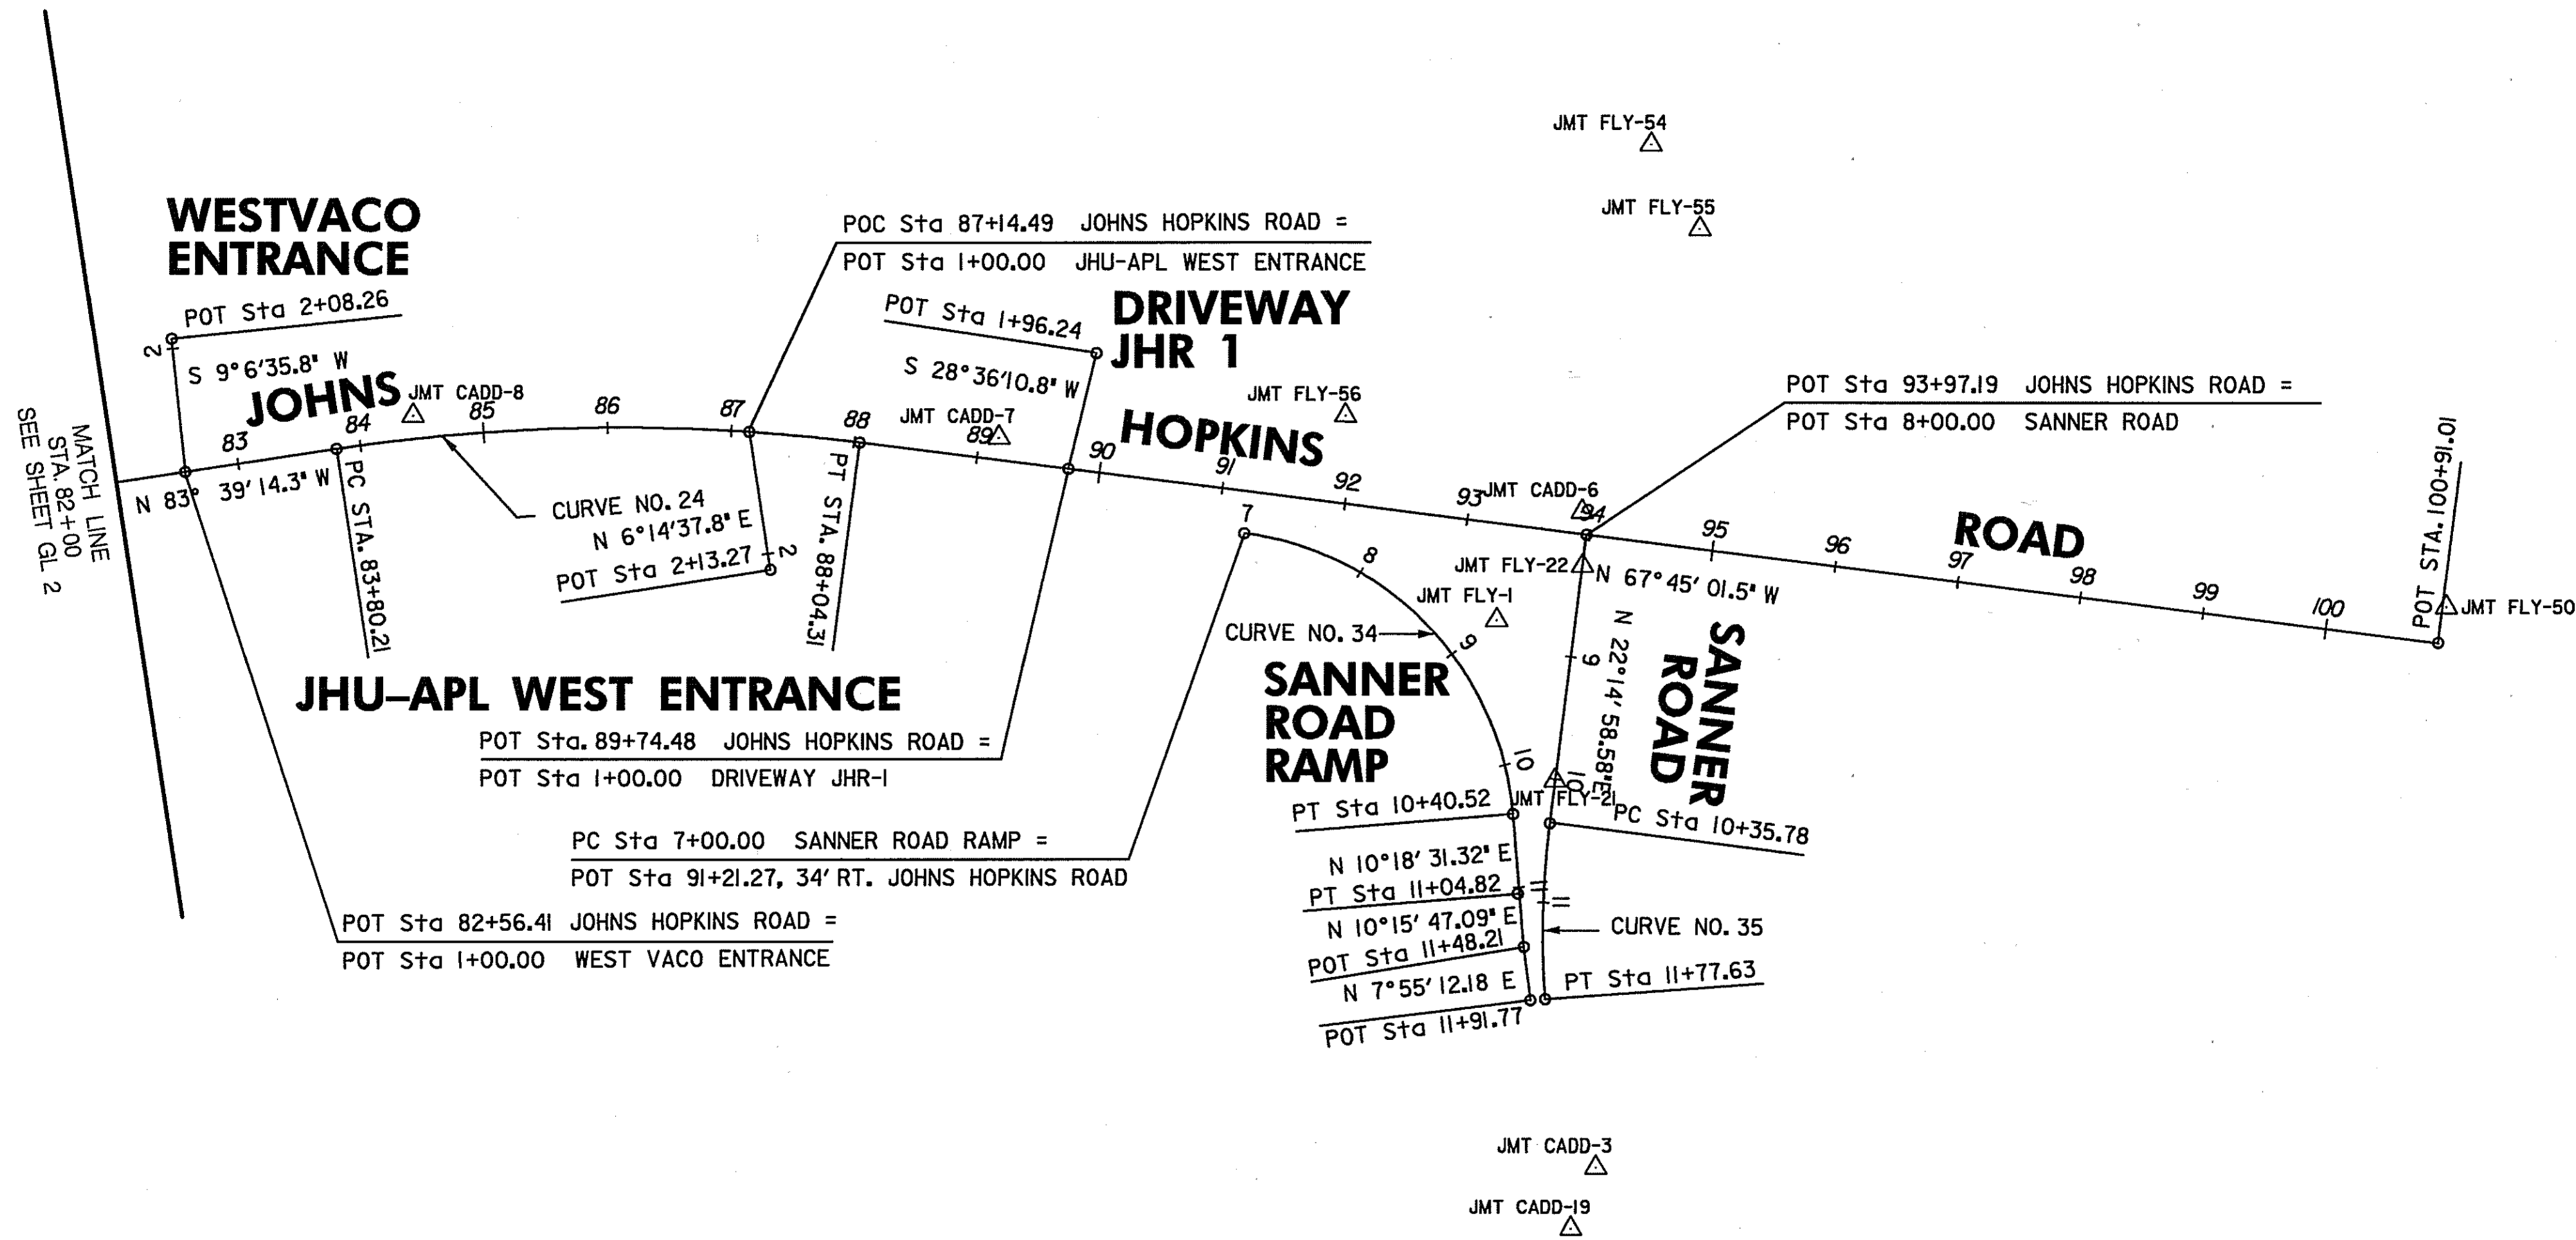 JMT FLY-54
JMT FLY-55
WESTVACO
ENTRANCE
POT Sta 2+08.26
2
S 9°6'35.8" W
POC Sta 87+14.49 JOHNS HOPKINS ROAD =
POT Sta 1+00.00 JHU-APL WEST ENTRANCE
POT Sta 1+96.24
DRIVEWAY
JHR 1
S 28°36'10.8" W
JMT FLY-56
JOHNS
JMT CADD-8
83
84
85
86
87
88
JMT CADD-7
89
90
HOPKINS
91
92
93
JMT CADD-6
94
POT Sta 93+97.19 JOHNS HOPKINS ROAD =
POT Sta 8+00.00 SANNER ROAD
95
96
ROAD
97
98
99
100
POT STA. 100+91.01
JMT FLY-50
MATCH LINE
STA. 82+00
SEE SHEET GL 2
N 83° 39' 14.3" W
PC STA. 83+80.21
CURVE NO. 24
N 6°14'37.8" E
POT Sta 2+13.27
2
PT STA. 88+04.31
JHU–APL WEST ENTRANCE
POT Sta. 89+74.48 JOHNS HOPKINS ROAD =
POT Sta 1+00.00 DRIVEWAY JHR-1
PC Sta 7+00.00 SANNER ROAD RAMP =
POT Sta 91+21.27, 34' RT. JOHNS HOPKINS ROAD
POT Sta 82+56.41 JOHNS HOPKINS ROAD =
POT Sta 1+00.00 WEST VACO ENTRANCE
7
8
JMT FLY-22
N 67°45' 01.5" W
JMT FLY-1
CURVE NO. 34
9
SANNER
ROAD
RAMP
10
9
N 22°14' 58.58" E
SANNER
ROAD
10
JMT FLY-21
PT Sta 10+40.52
PC Sta 10+35.78
N 10°18' 31.32" E
PT Sta 11+04.82
N 10°15' 47.09" E
POT Sta 11+48.21
N 7°55' 12.18 E
POT Sta 11+91.77
11
11
CURVE NO. 35
PT Sta 11+77.63
JMT CADD-3
JMT CADD-19